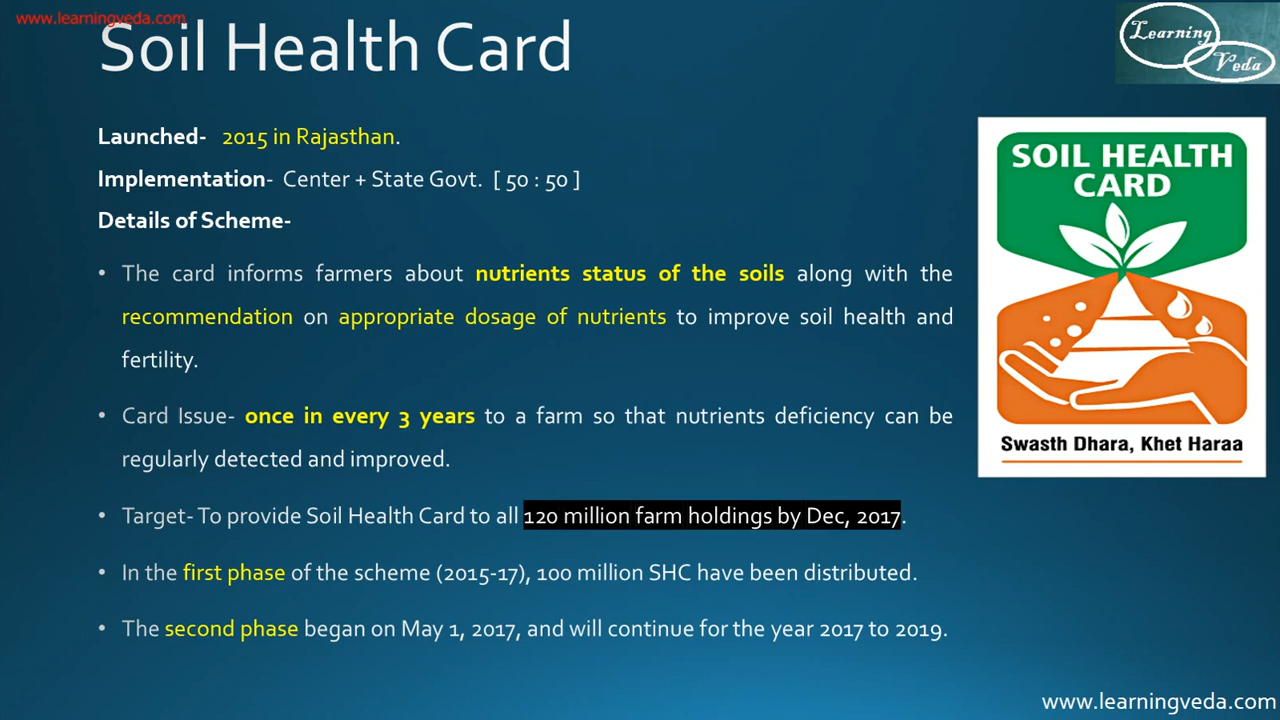 www.learningveda.com
Soil Health Card
Learning
Veda
Launched- 2015 in Rajasthan.
Implementation- Center + State Govt. [ 50 : 50 ]
Details of Scheme-
• The card informs farmers about nutrients status of the soils along with the
recommendation on appropriate dosage of nutrients to improve soil health and
fertility.
• Card Issue- once in every 3 years to a farm so that nutrients deficiency can be
regularly detected and improved.
• Target- To provide Soil Health Card to all 120 million farm holdings by Dec, 2017.
• In the first phase of the scheme (2015-17), 100 million SHC have been distributed.
• The second phase began on May 1, 2017, and will continue for the year 2017 to 2019.
SOIL HEALTH
CARD
Swasth Dhara, Khet Haraa
www.learningveda.com